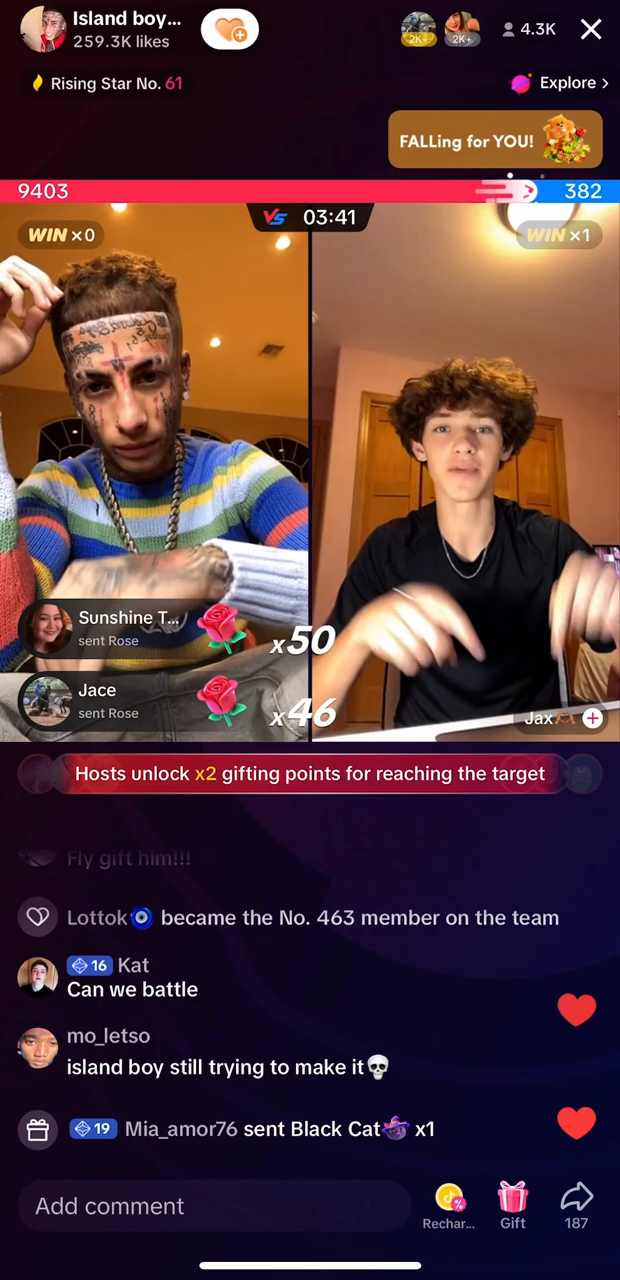 Island boy...
259.3K likes
2K+
2K+
4.3K
Rising Star No. 61
Explore >
FALLing for YOU!
9403
382
VS 03:41
WIN x0
WIN x1
Sunshine T...
sent Rose
x50
Jace
sent Rose
x46
Jax
Hosts unlock x2 gifting points for reaching the target
Fly gift him!!!
Lottok🧿 became the No. 463 member on the team
16 Kat
Can we battle
mo_letso
island boy still trying to make it💀
19 Mia_amor76 sent Black Cat x1
Add comment
Rechar...
Gift
187